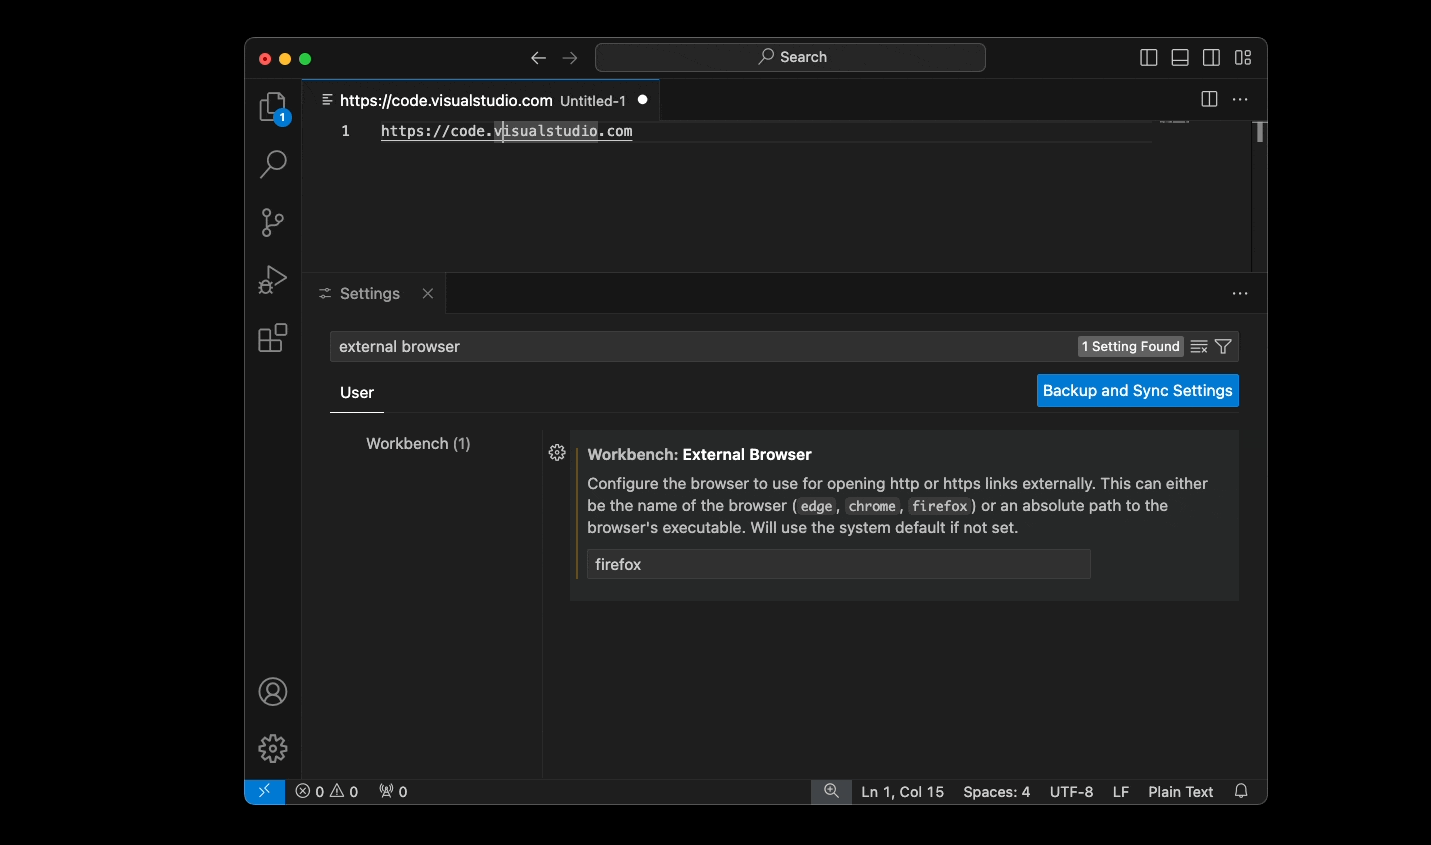 Search
https://code.visualstudio.com Untitled-1
1
1 https://code.visualstudio.com
Settings
external browser 1 Setting Found
User Backup and Sync Settings
Workbench (1)
Workbench: External Browser
Configure the browser to use for opening http or https links externally. This can either
be the name of the browser (edge, chrome, firefox) or an absolute path to the
browser's executable. Will use the system default if not set.
firefox
0 0 0 Ln 1, Col 15 Spaces: 4 UTF-8 LF Plain Text